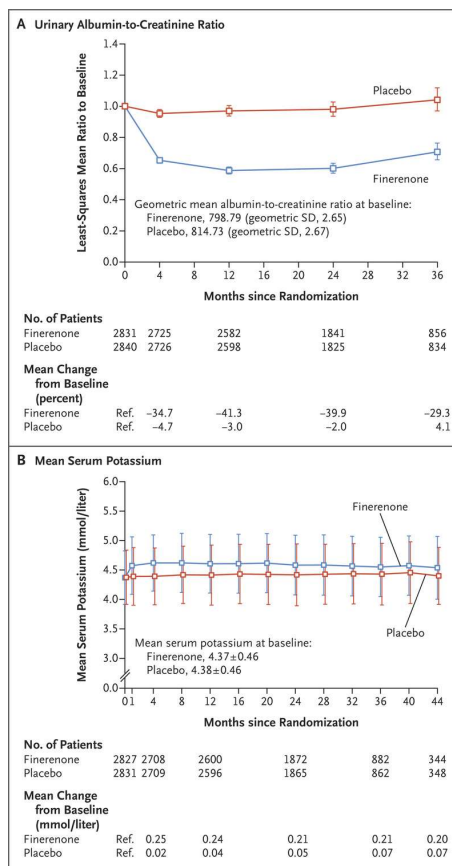 A Urinary Albumin-to-Creatinine Ratio
Least-Squares Mean Ratio to Baseline
1.4
1.2
1.0
0.8
0.6
0.4
0.2
0.0
Placebo
Finerenone
Geometric mean albumin-to-creatinine ratio at baseline:
Finerenone, 798.79 (geometric SD, 2.65)
Placebo, 814.73 (geometric SD, 2.67)
0 4 8 12 16 20 24 28 32 36
Months since Randomization
No. of Patients
Finerenone 2831 2725 2582 1841 856
Placebo 2840 2726 2598 1825 834
Mean Change
from Baseline
(percent)
Finerenone Ref. −34.7 −41.3 −39.9 −29.3
Placebo Ref. −4.7 −3.0 −2.0 4.1
B Mean Serum Potassium
Mean Serum Potassium (mmol/liter)
6.0
5.5
5.0
4.5
4.0
3.5
3.0
0.0
Finerenone
Placebo
Mean serum potassium at baseline:
Finerenone, 4.37±0.46
Placebo, 4.38±0.46
0 1 4 8 12 16 20 24 28 32 36 40 44
Months since Randomization
No. of Patients
Finerenone 2827 2708 2600 1872 882 344
Placebo 2831 2709 2596 1865 862 348
Mean Change
from Baseline
(mmol/liter)
Finerenone Ref. 0.25 0.24 0.21 0.21 0.20
Placebo Ref. 0.02 0.04 0.05 0.07 0.07